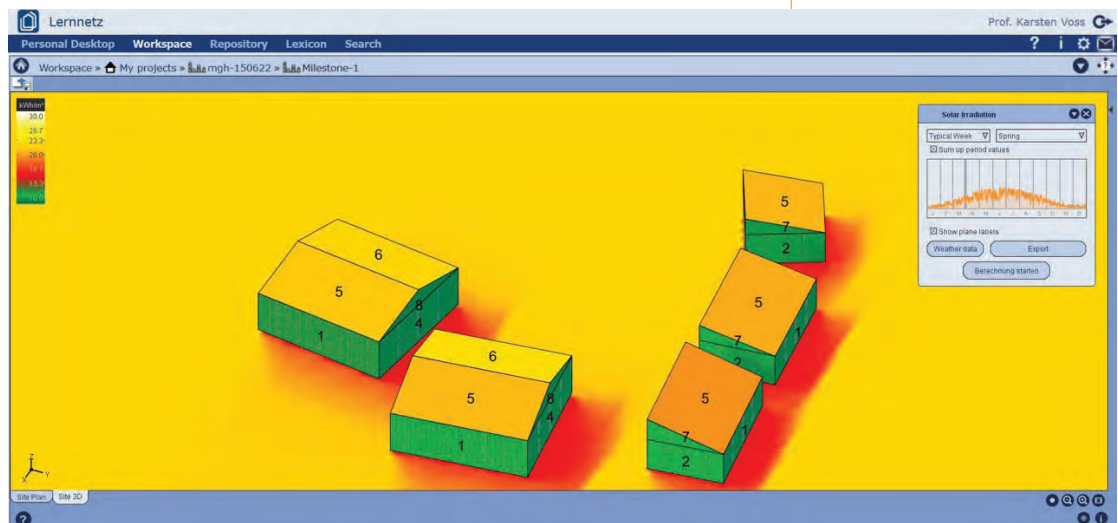 Lernnetz
Prof. Karsten Voss
Personal Desktop Workspace Repository Lexicon Search
Workspace » My projects » mgh-150622 » Milestone-1
kWh/m²
30.0
26.7
23.3
20.0
13.3
10.0
Solar Irradiation
Typical Week Spring
Sum up period values
J F M A M J J A S O N D
Show plane labels
Weather data Export
Berechnung starten
5
7
2
6
5
8
4
1
5
7
2
1
6
5
8
4
1
5
7
2
1
Z
X Y
Site Plan Site 3D